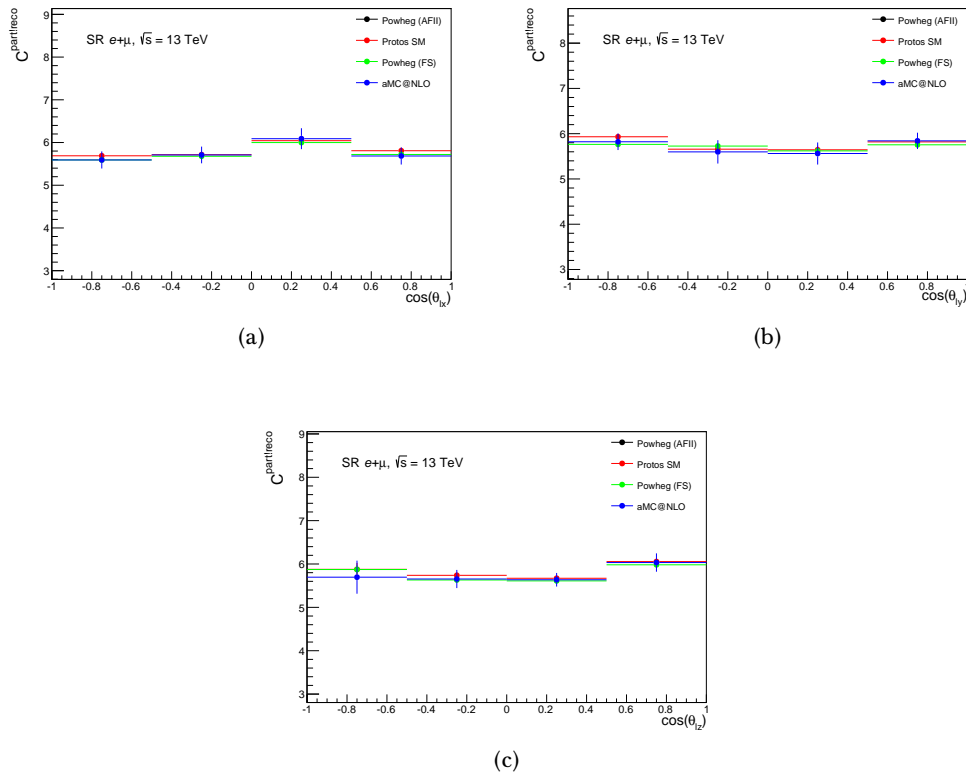 C^part!reco
9
8
7
6
5
4
3
SR e+μ, √s = 13 TeV
Powheg (AFII)
Protos SM
Powheg (FS)
aMC@NLO
-1 -0.8 -0.6 -0.4 -0.2 0 0.2 0.4 0.6 0.8 1
cos(θlx)
(a)
C^part!reco
8
7
6
5
4
3
SR e+μ, √s = 13 TeV
Powheg (AFII)
Protos SM
Powheg (FS)
aMC@NLO
-1 -0.8 -0.6 -0.4 -0.2 0 0.2 0.4 0.6 0.8 1
cos(θly)
(b)
C^part!reco
9
8
7
6
5
4
3
SR e+μ, √s = 13 TeV
Powheg (AFII)
Protos SM
Powheg (FS)
aMC@NLO
-1 -0.8 -0.6 -0.4 -0.2 0 0.2 0.4 0.6 0.8 1
cos(θlz)
(c)